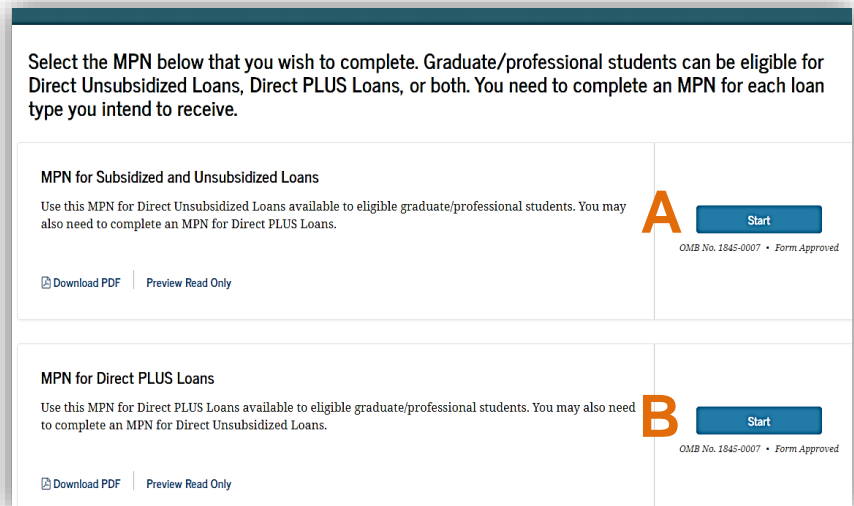 Select the MPN below that you wish to complete. Graduate/professional students can be eligible for
Direct Unsubsidized Loans, Direct PLUS Loans, or both. You need to complete an MPN for each loan
type you intend to receive.
MPN for Subsidized and Unsubsidized Loans
Use this MPN for Direct Unsubsidized Loans available to eligible graduate/professional students. You may
also need to complete an MPN for Direct PLUS Loans.
A
Start
OMB No. 1845-0007 • Form Approved
Download PDF
Preview Read Only
MPN for Direct PLUS Loans
Use this MPN for Direct PLUS Loans available to eligible graduate/professional students. You may also need
to complete an MPN for Direct Unsubsidized Loans.
B
Start
OMB No. 1845-0007 • Form Approved
Download PDF
Preview Read Only